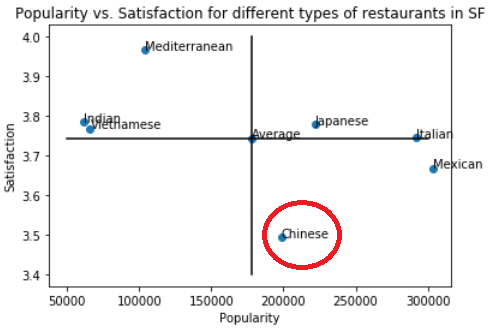 Popularity vs. Satisfaction for different types of restaurants in SF
4.0
Mediterranean
3.9
3.8
Indian
Vietnamese
Japanese
Average
Italian
3.7
Mexican
3.6
3.5
Chinese
3.4
Satisfaction
50000 100000 150000 200000 250000 300000
Popularity